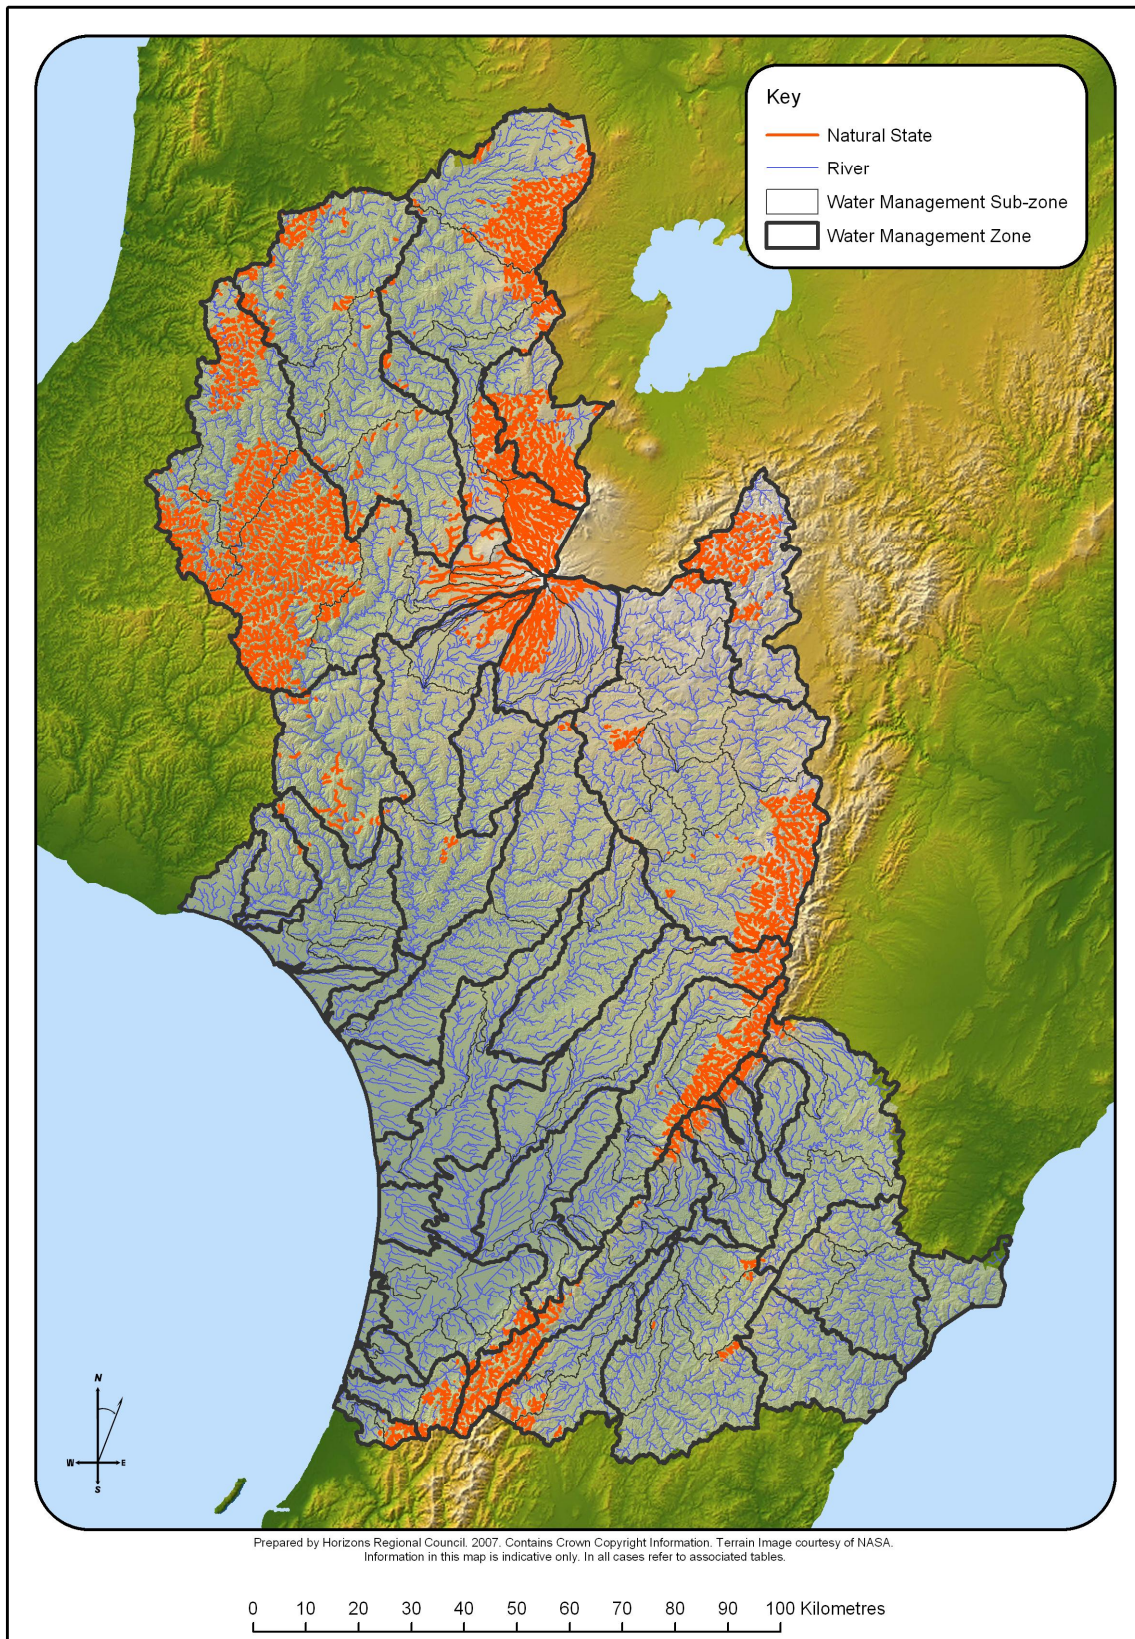 Key
Natural State
River
Water Management Sub-zone
Water Management Zone
N
W E
S
Prepared by Horizons Regional Council. 2007. Contains Crown Copyright Information. Terrain Image courtesy of NASA.
Information in this map is indicative only. In all cases refer to associated tables.
0 10 20 30 40 50 60 70 80 90 100 Kilometres